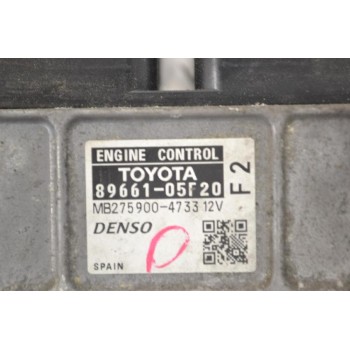 ENGINE CONTROL
TOYOTA
89661-05F20
F2
MB275900-4733 12V
DENSO
SPAIN